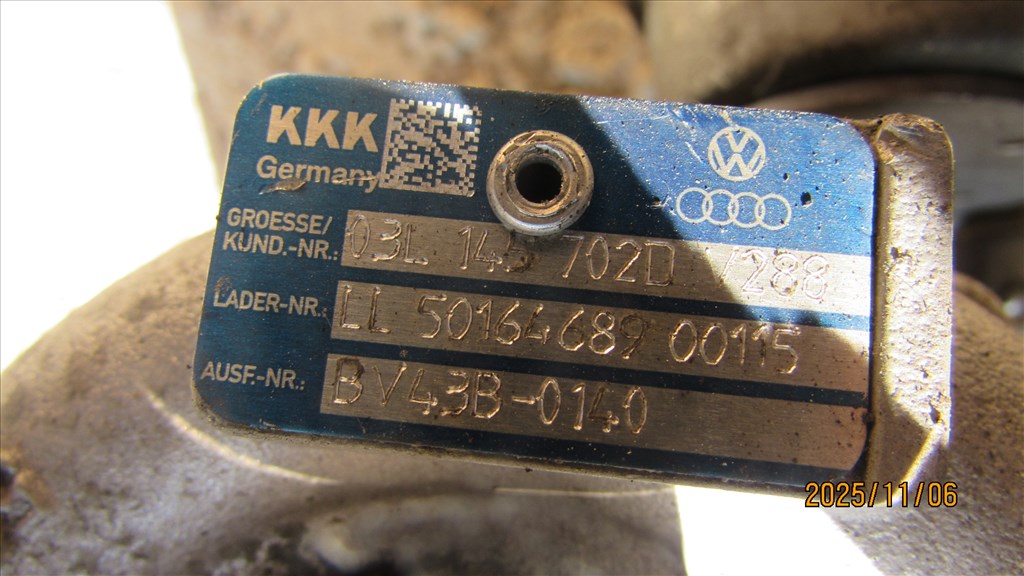 KKK
Germany
GROESSE/
KUND.-NR.: 03L 145 702D /288
LADER-NR.: LL 50164689 00115
AUSF.-NR.: BV43B-0140
2025/11/06